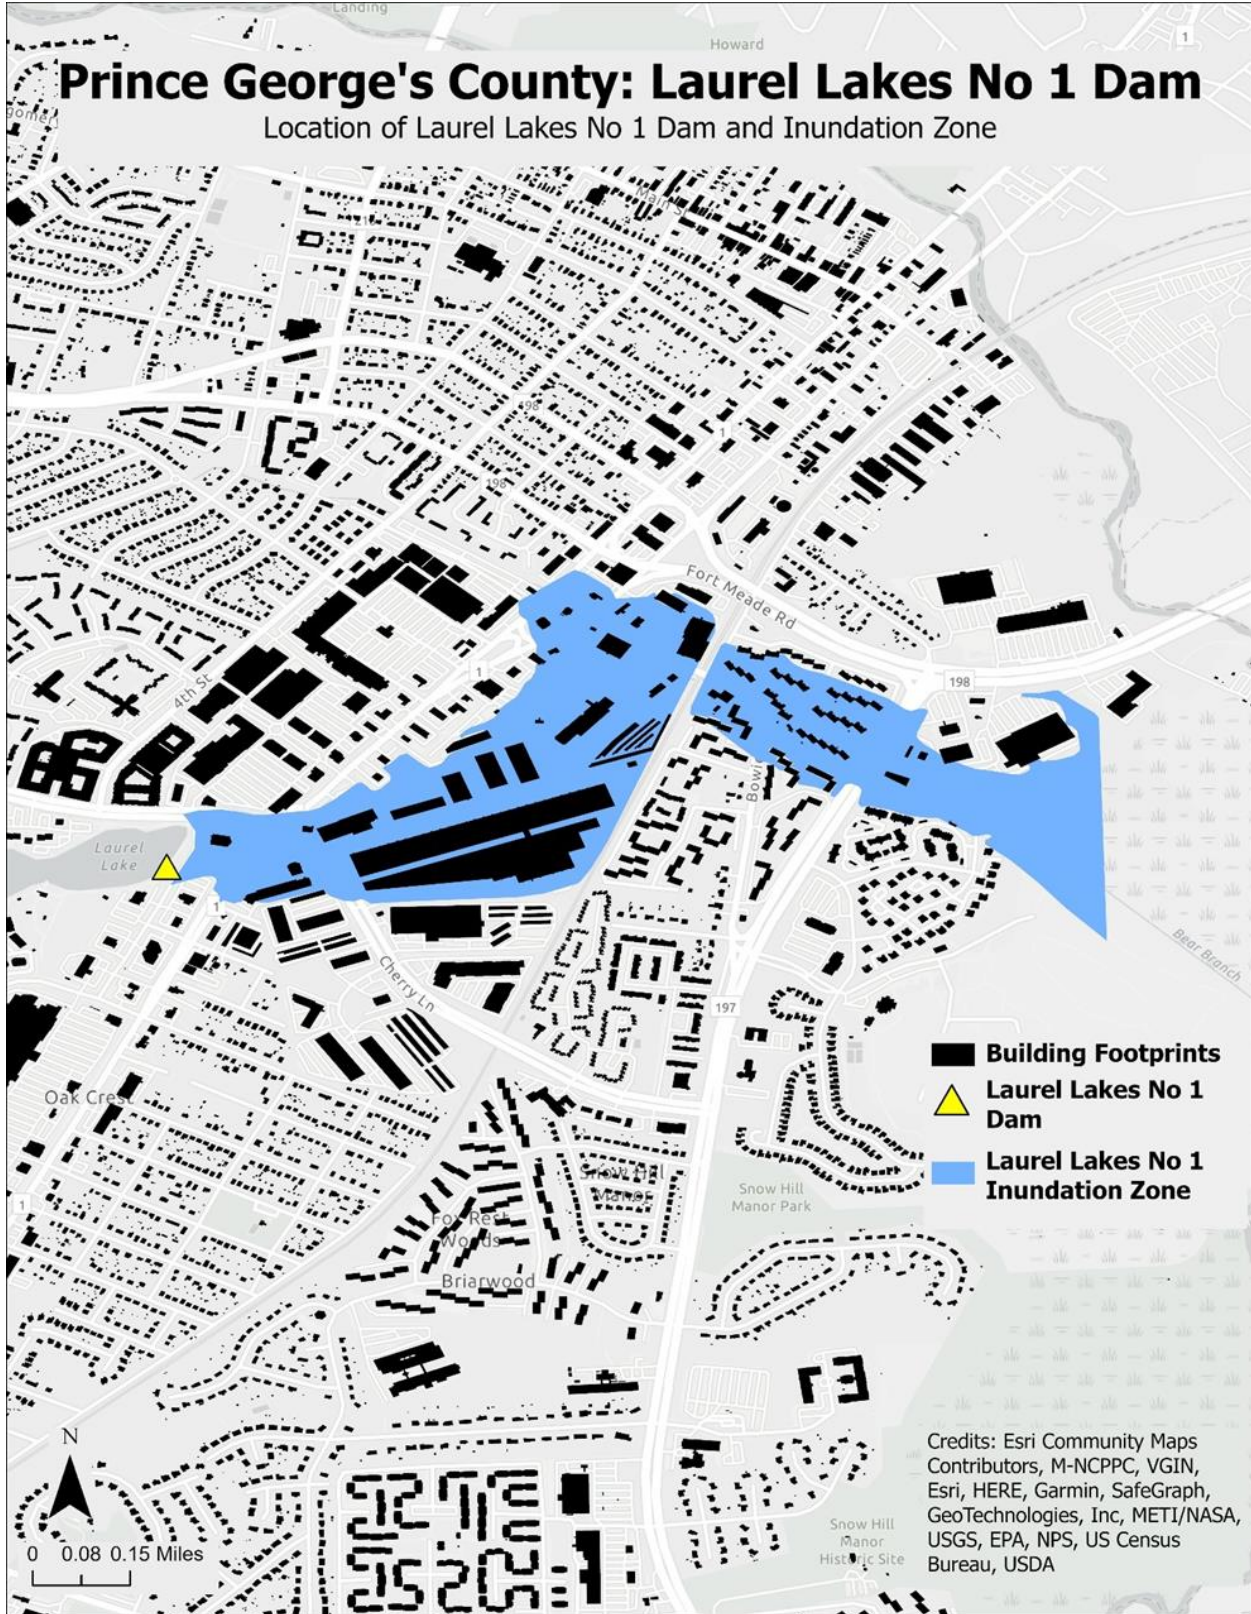 Landing
Howard
1
Prince George's County: Laurel Lakes No 1 Dam
Location of Laurel Lakes No 1 Dam and Inundation Zone
Main
198
1
198
Fort Meade Rd
1
198
4th St
Laurel
Lake
1
Cherry Ln
Bear Branch
197
Building Footprints
Laurel Lakes No 1
Dam
Oak Crest
Laurel Lakes No 1
Inundation Zone
Snow Hill
Manor
Snow Hill
Manor Park
1
Fox Rest
Woods
Briarwood
N
Credits: Esri Community Maps
Contributors, M-NCPPC, VGIN,
Esri, HERE, Garmin, SafeGraph,
GeoTechnologies, Inc, METI/NASA,
USGS, EPA, NPS, US Census
Bureau, USDA
Snow Hill
Manor
Historic Site
0 0.08 0.15 Miles